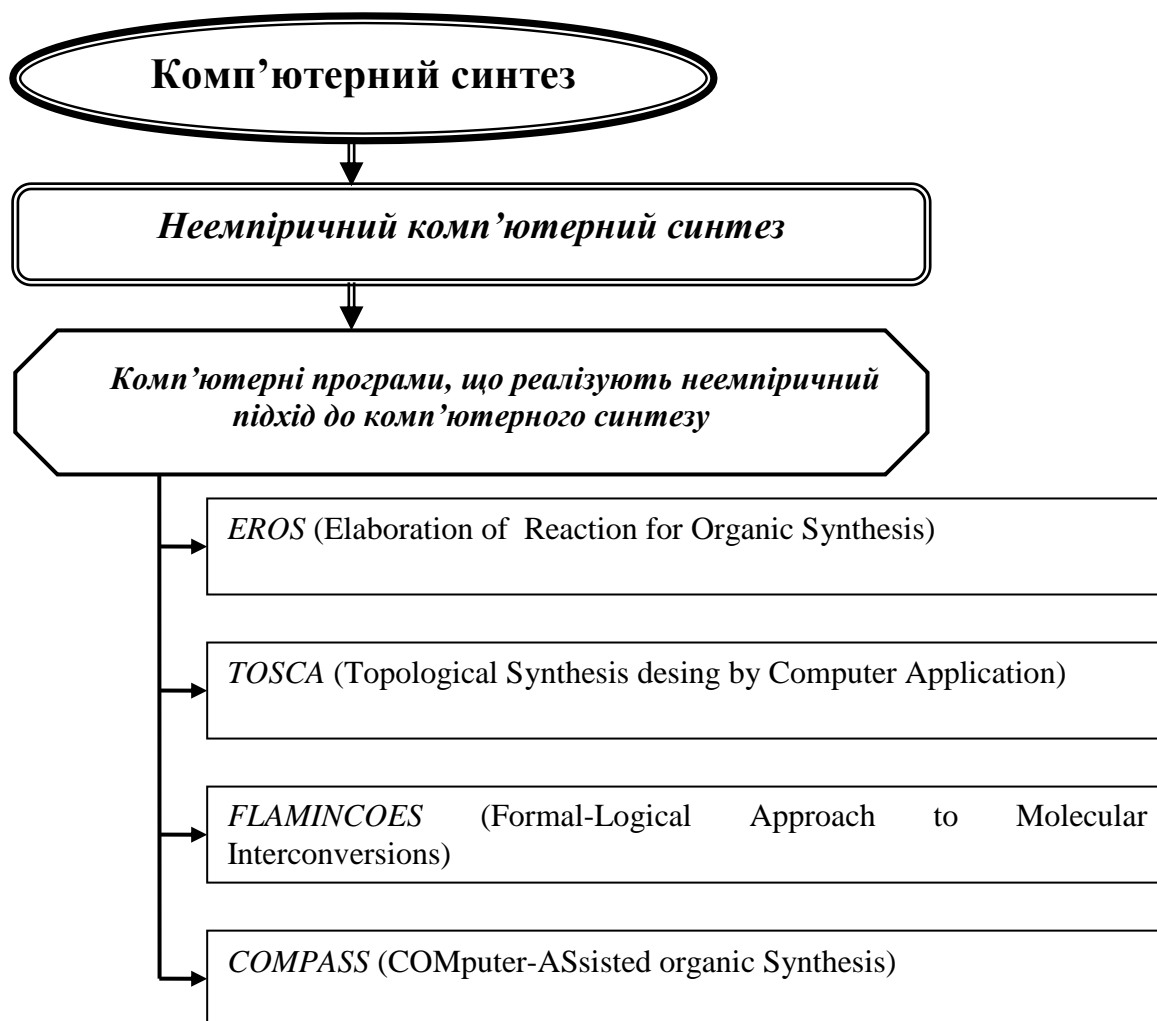 Комп’ютерний синтез
Неемпіричний комп’ютерний синтез
Комп’ютерні програми, що реалізують неемпіричний
підхід до комп’ютерного синтезу
EROS (Elaboration of Reaction for Organic Synthesis)
TOSCA (Topological Synthesis desing by Computer Application)
FLAMINCOES (Formal-Logical Approach to Molecular
Interconversions)
COMPASS (COMputer-ASsisted organic Synthesis)